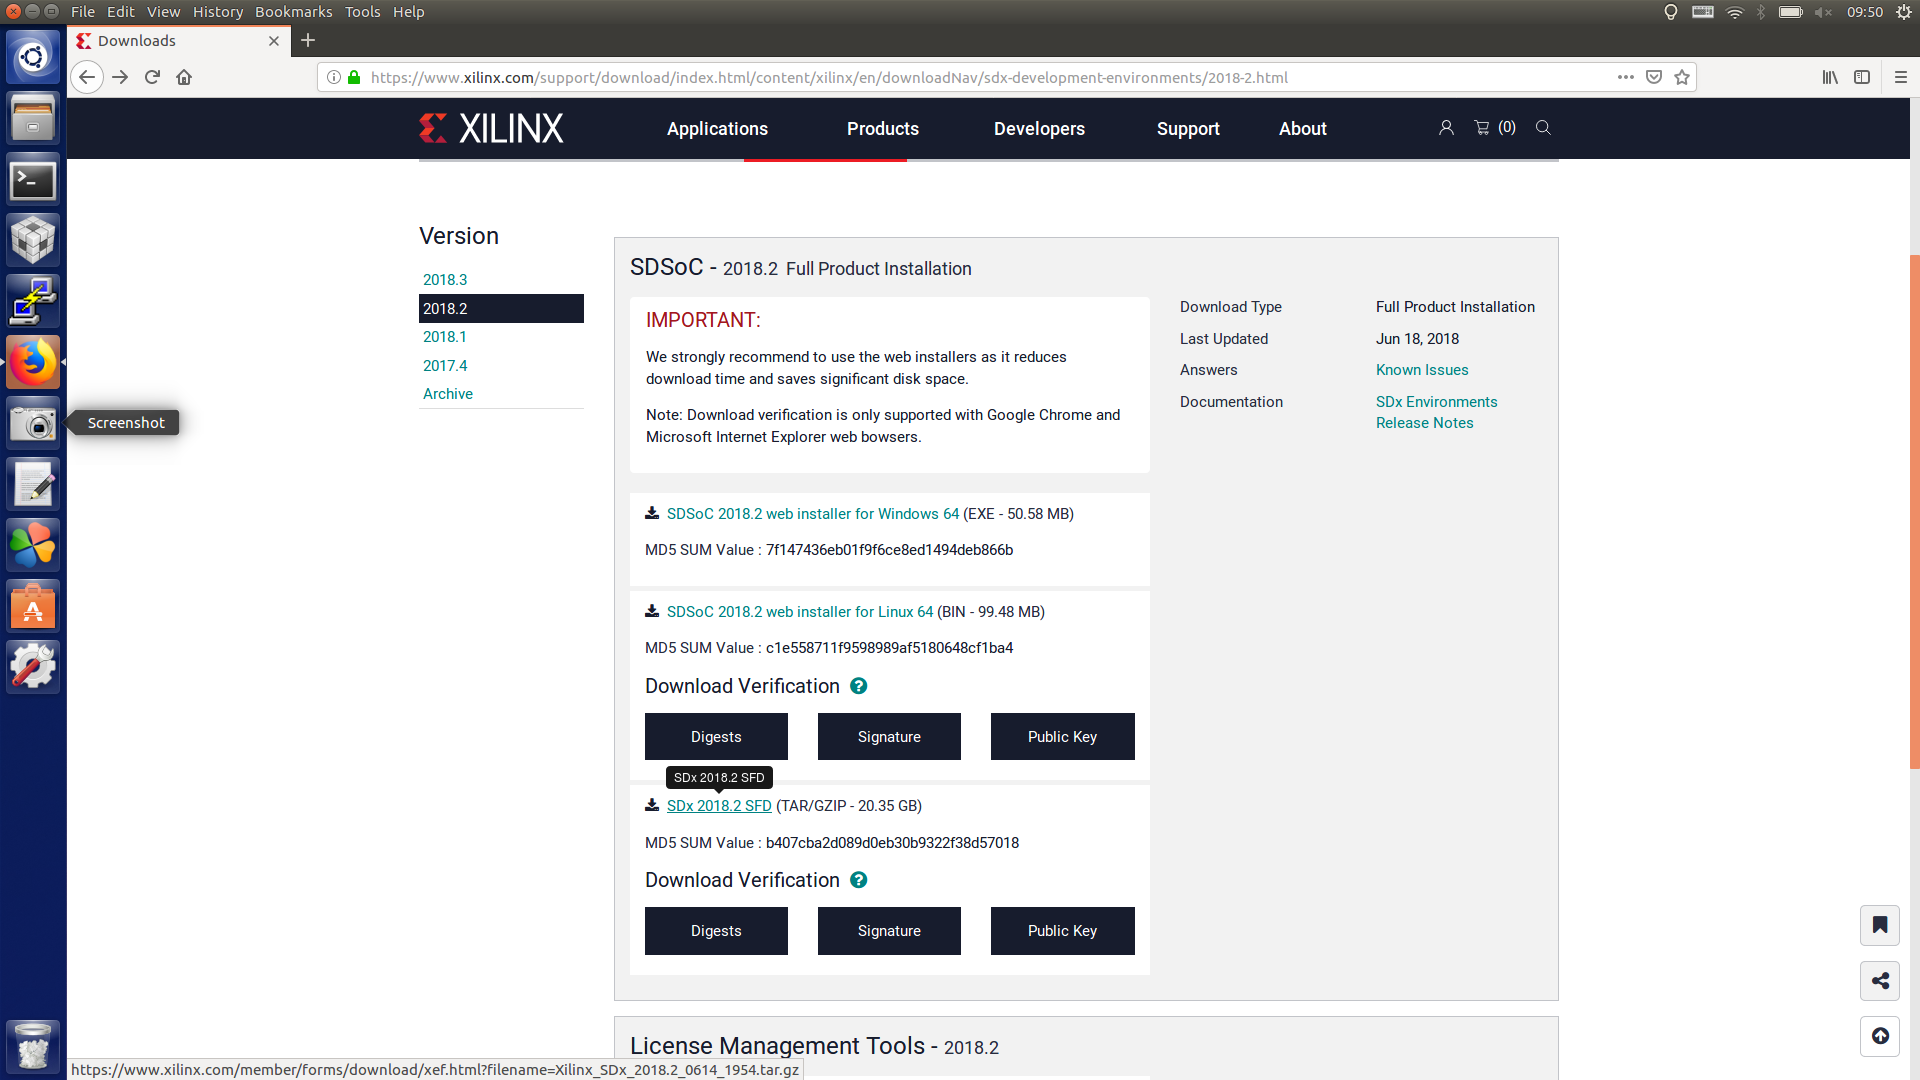 File Edit View History Bookmarks Tools Help
09:50
Downloads
https://www.xilinx.com/support/download/index.html/content/xilinx/en/downloadNav/sdx-development-environments/2018-2.html
XILINX
Applications Products Developers Support About
(0)
Version
2018.3
2018.2
2018.1
2017.4
Archive
Screenshot
SDSoC - 2018.2 Full Product Installation
IMPORTANT:
We strongly recommend to use the web installers as it reduces
download time and saves significant disk space.
Note: Download verification is only supported with Google Chrome and
Microsoft Internet Explorer web bowsers.
Download Type Full Product Installation
Last Updated Jun 18, 2018
Answers Known Issues
Documentation SDx Environments
Release Notes
SDSoC 2018.2 web installer for Windows 64 (EXE - 50.58 MB)
MD5 SUM Value : 7f147436eb01f9f6ce8ed1494deb866b
SDSoC 2018.2 web installer for Linux 64 (BIN - 99.48 MB)
MD5 SUM Value : c1e558711f9598989af5180648cf1ba4
Download Verification ?
Digests Signature Public Key
SDx 2018.2 SFD
SDx 2018.2 SFD (TAR/GZIP - 20.35 GB)
MD5 SUM Value : b407cba2d089d0eb30b9322f38d57018
Download Verification ?
Digests Signature Public Key
License Management Tools - 2018.2
https://www.xilinx.com/member/forms/download/xef.html?filename=Xilinx_SDx_2018.2_0614_1954.tar.gz